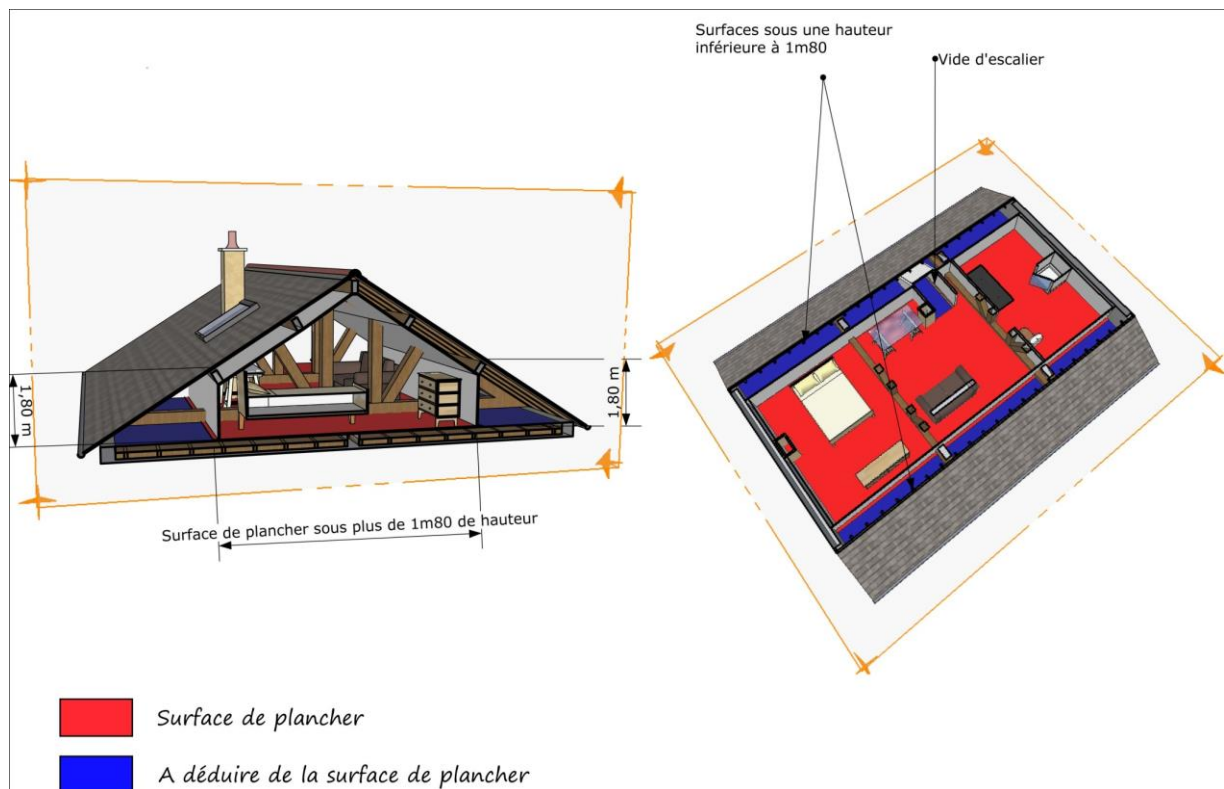 Surfaces sous une hauteur
inférieure à 1m80
Vide d'escalier
1,80 m
1,80 m
Surface de plancher sous plus de 1m80 de hauteur
Surface de plancher
A déduire de la surface de plancher